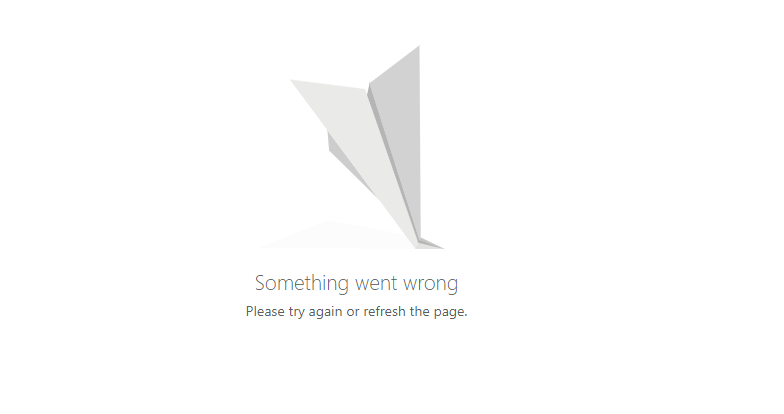 Something went wrong
Please try again or refresh the page.